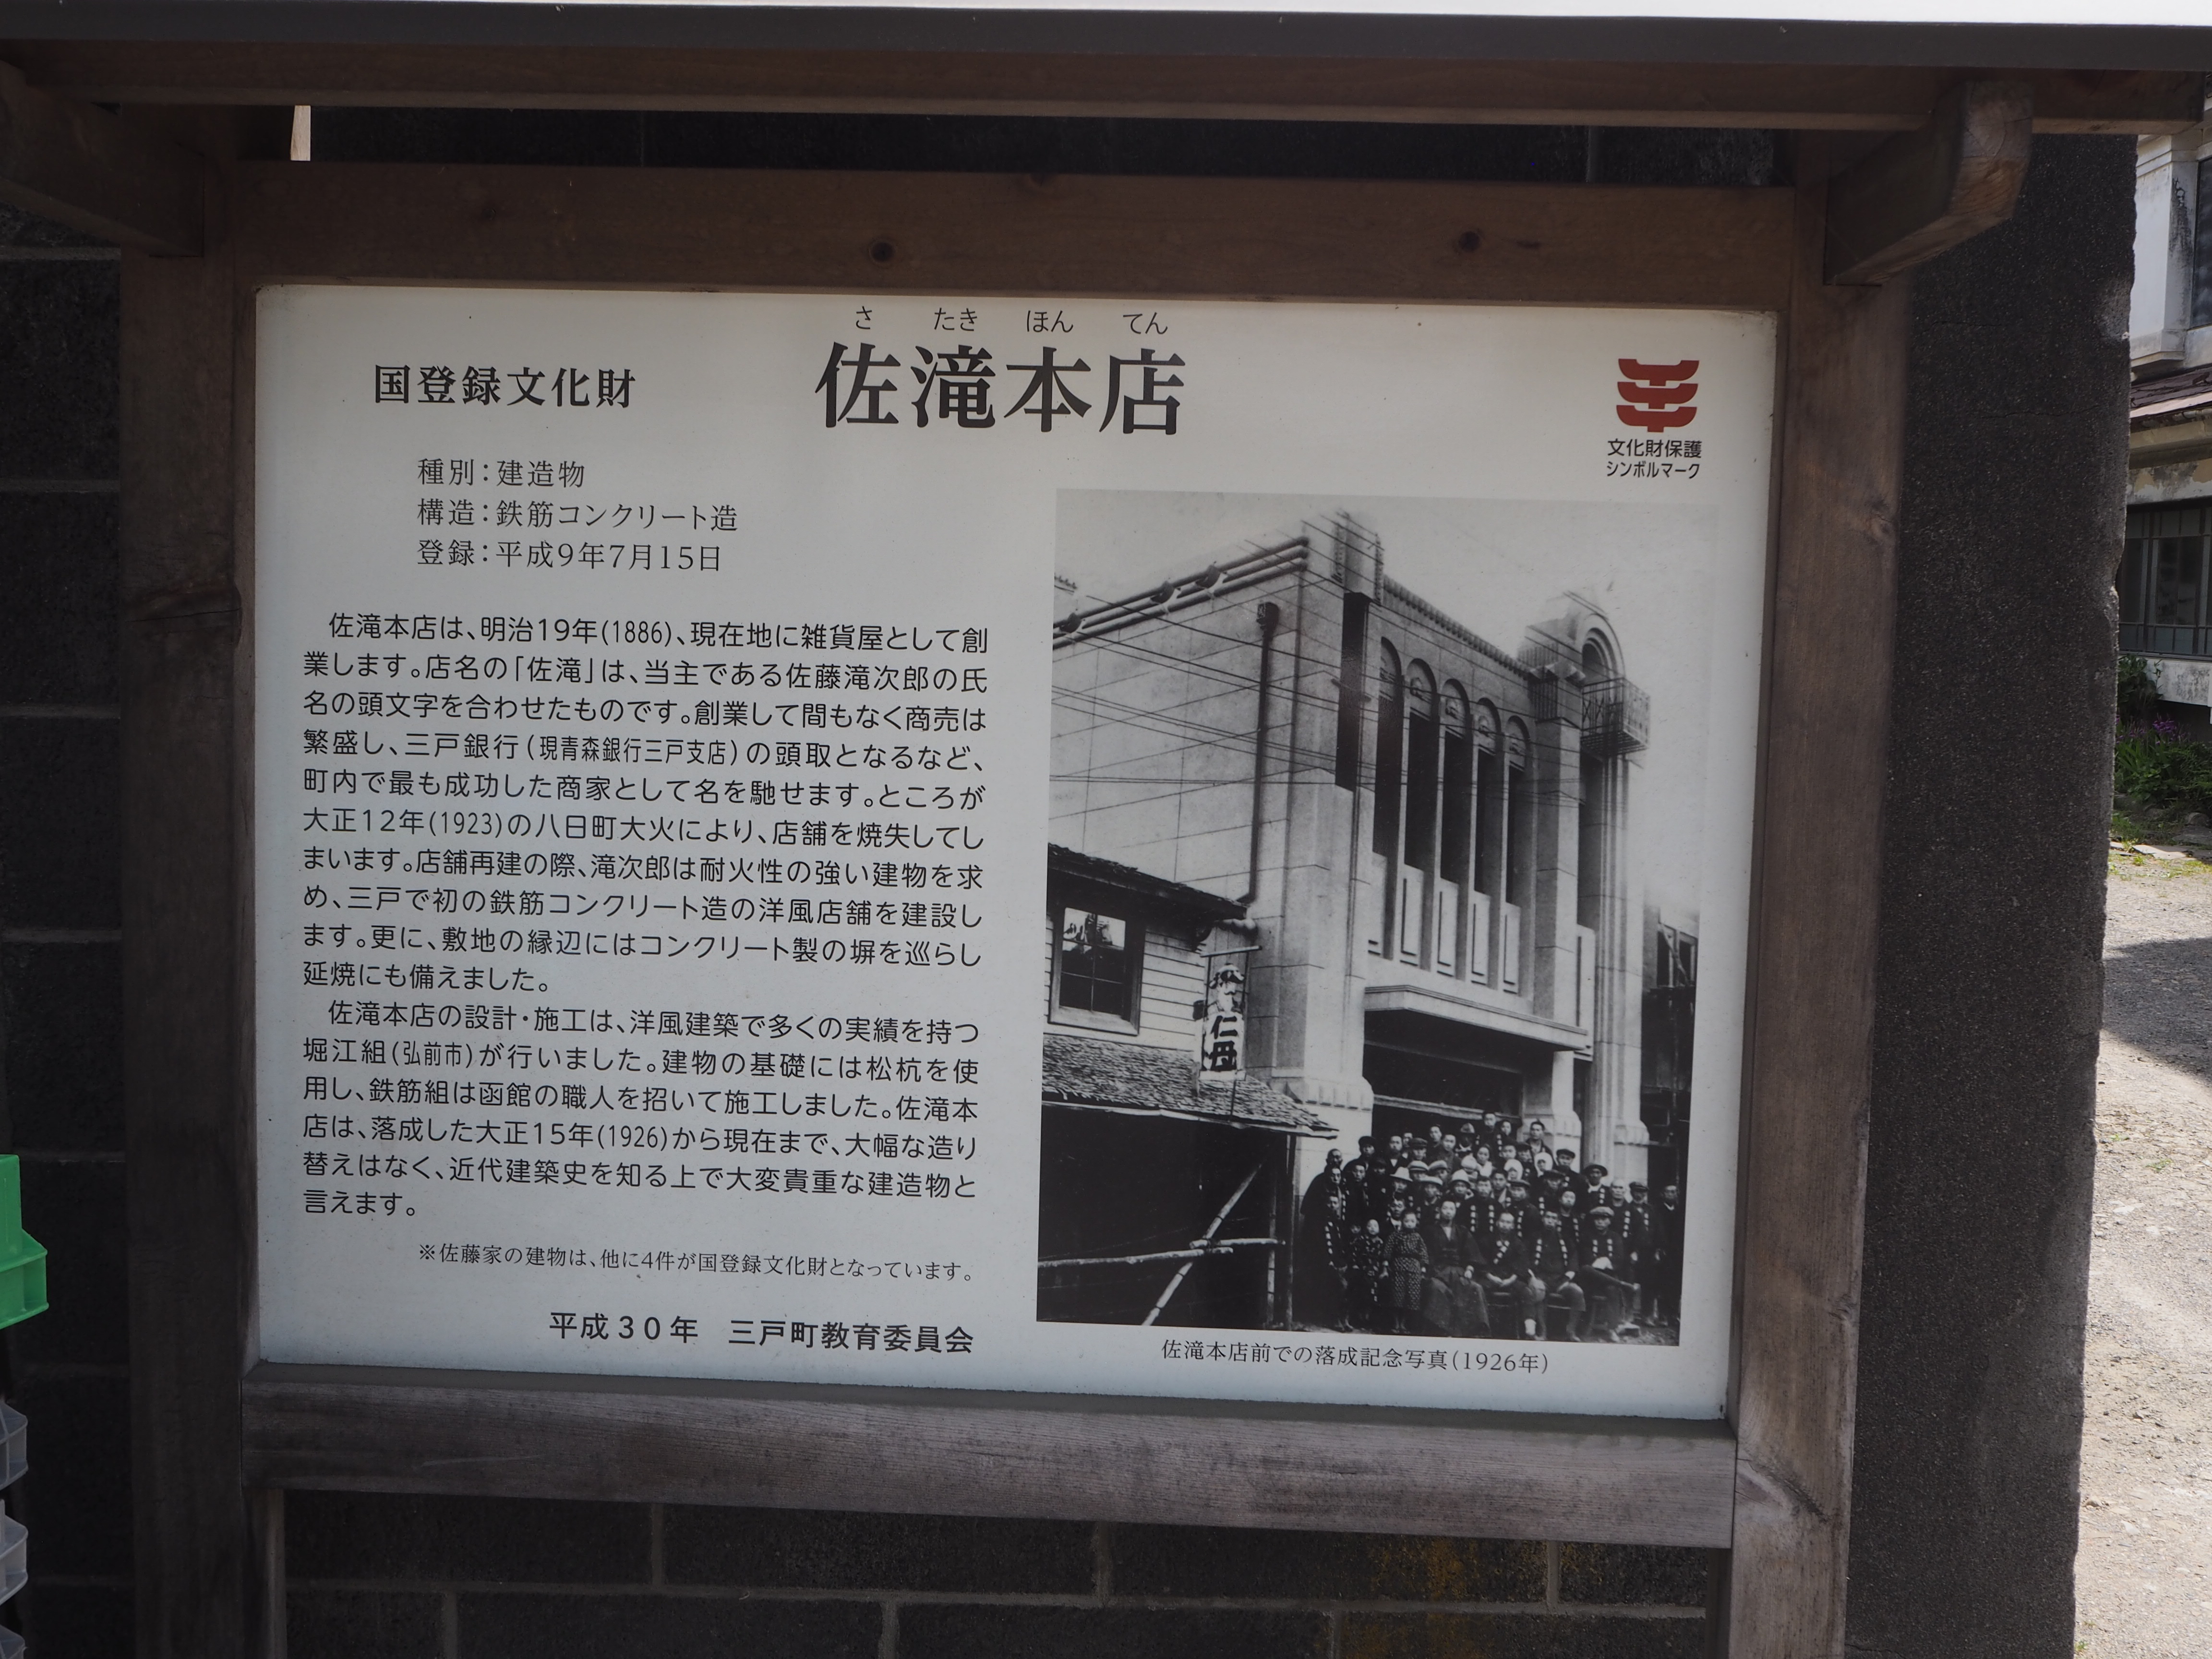 さ たき ほん てん
国登録文化財
佐滝本店
文化財保護
シンボルマーク
種別：建造物
構造：鉄筋コンクリート造
登録：平成9年7月15日
佐滝本店は、明治19年(1886)、現在地に雑貨屋として創
業します。店名の「佐滝」は、当主である佐藤滝次郎の氏
名の頭文字を合わせたものです。創業して間もなく商売は
繁盛し、三戸銀行(現青森銀行三戸支店)の頭取となるなど、
町内で最も成功した商家として名を馳せます。ところが
大正12年(1923)の八日町大火により、店舗を焼失してし
まいます。店舗再建の際、滝次郎は耐火性の強い建物を求
め、三戸で初の鉄筋コンクリート造の洋風店舗を建設し
ます。更に、敷地の縁辺にはコンクリート製の塀を巡らし
延焼にも備えました。
佐滝本店の設計・施工は、洋風建築で多くの実績を持つ
堀江組(弘前市)が行いました。建物の基礎には松杭を使
用し、鉄筋組は函館の職人を招いて施工しました。佐滝本
店は、落成した大正15年(1926)から現在まで、大幅な造り
替えはなく、近代建築史を知る上で大変貴重な建造物と
言えます。
※佐藤家の建物は、他に4件が国登録文化財となっています。
平成30年 三戸町教育委員会
仁丹
佐滝本店前での落成記念写真(1926年)